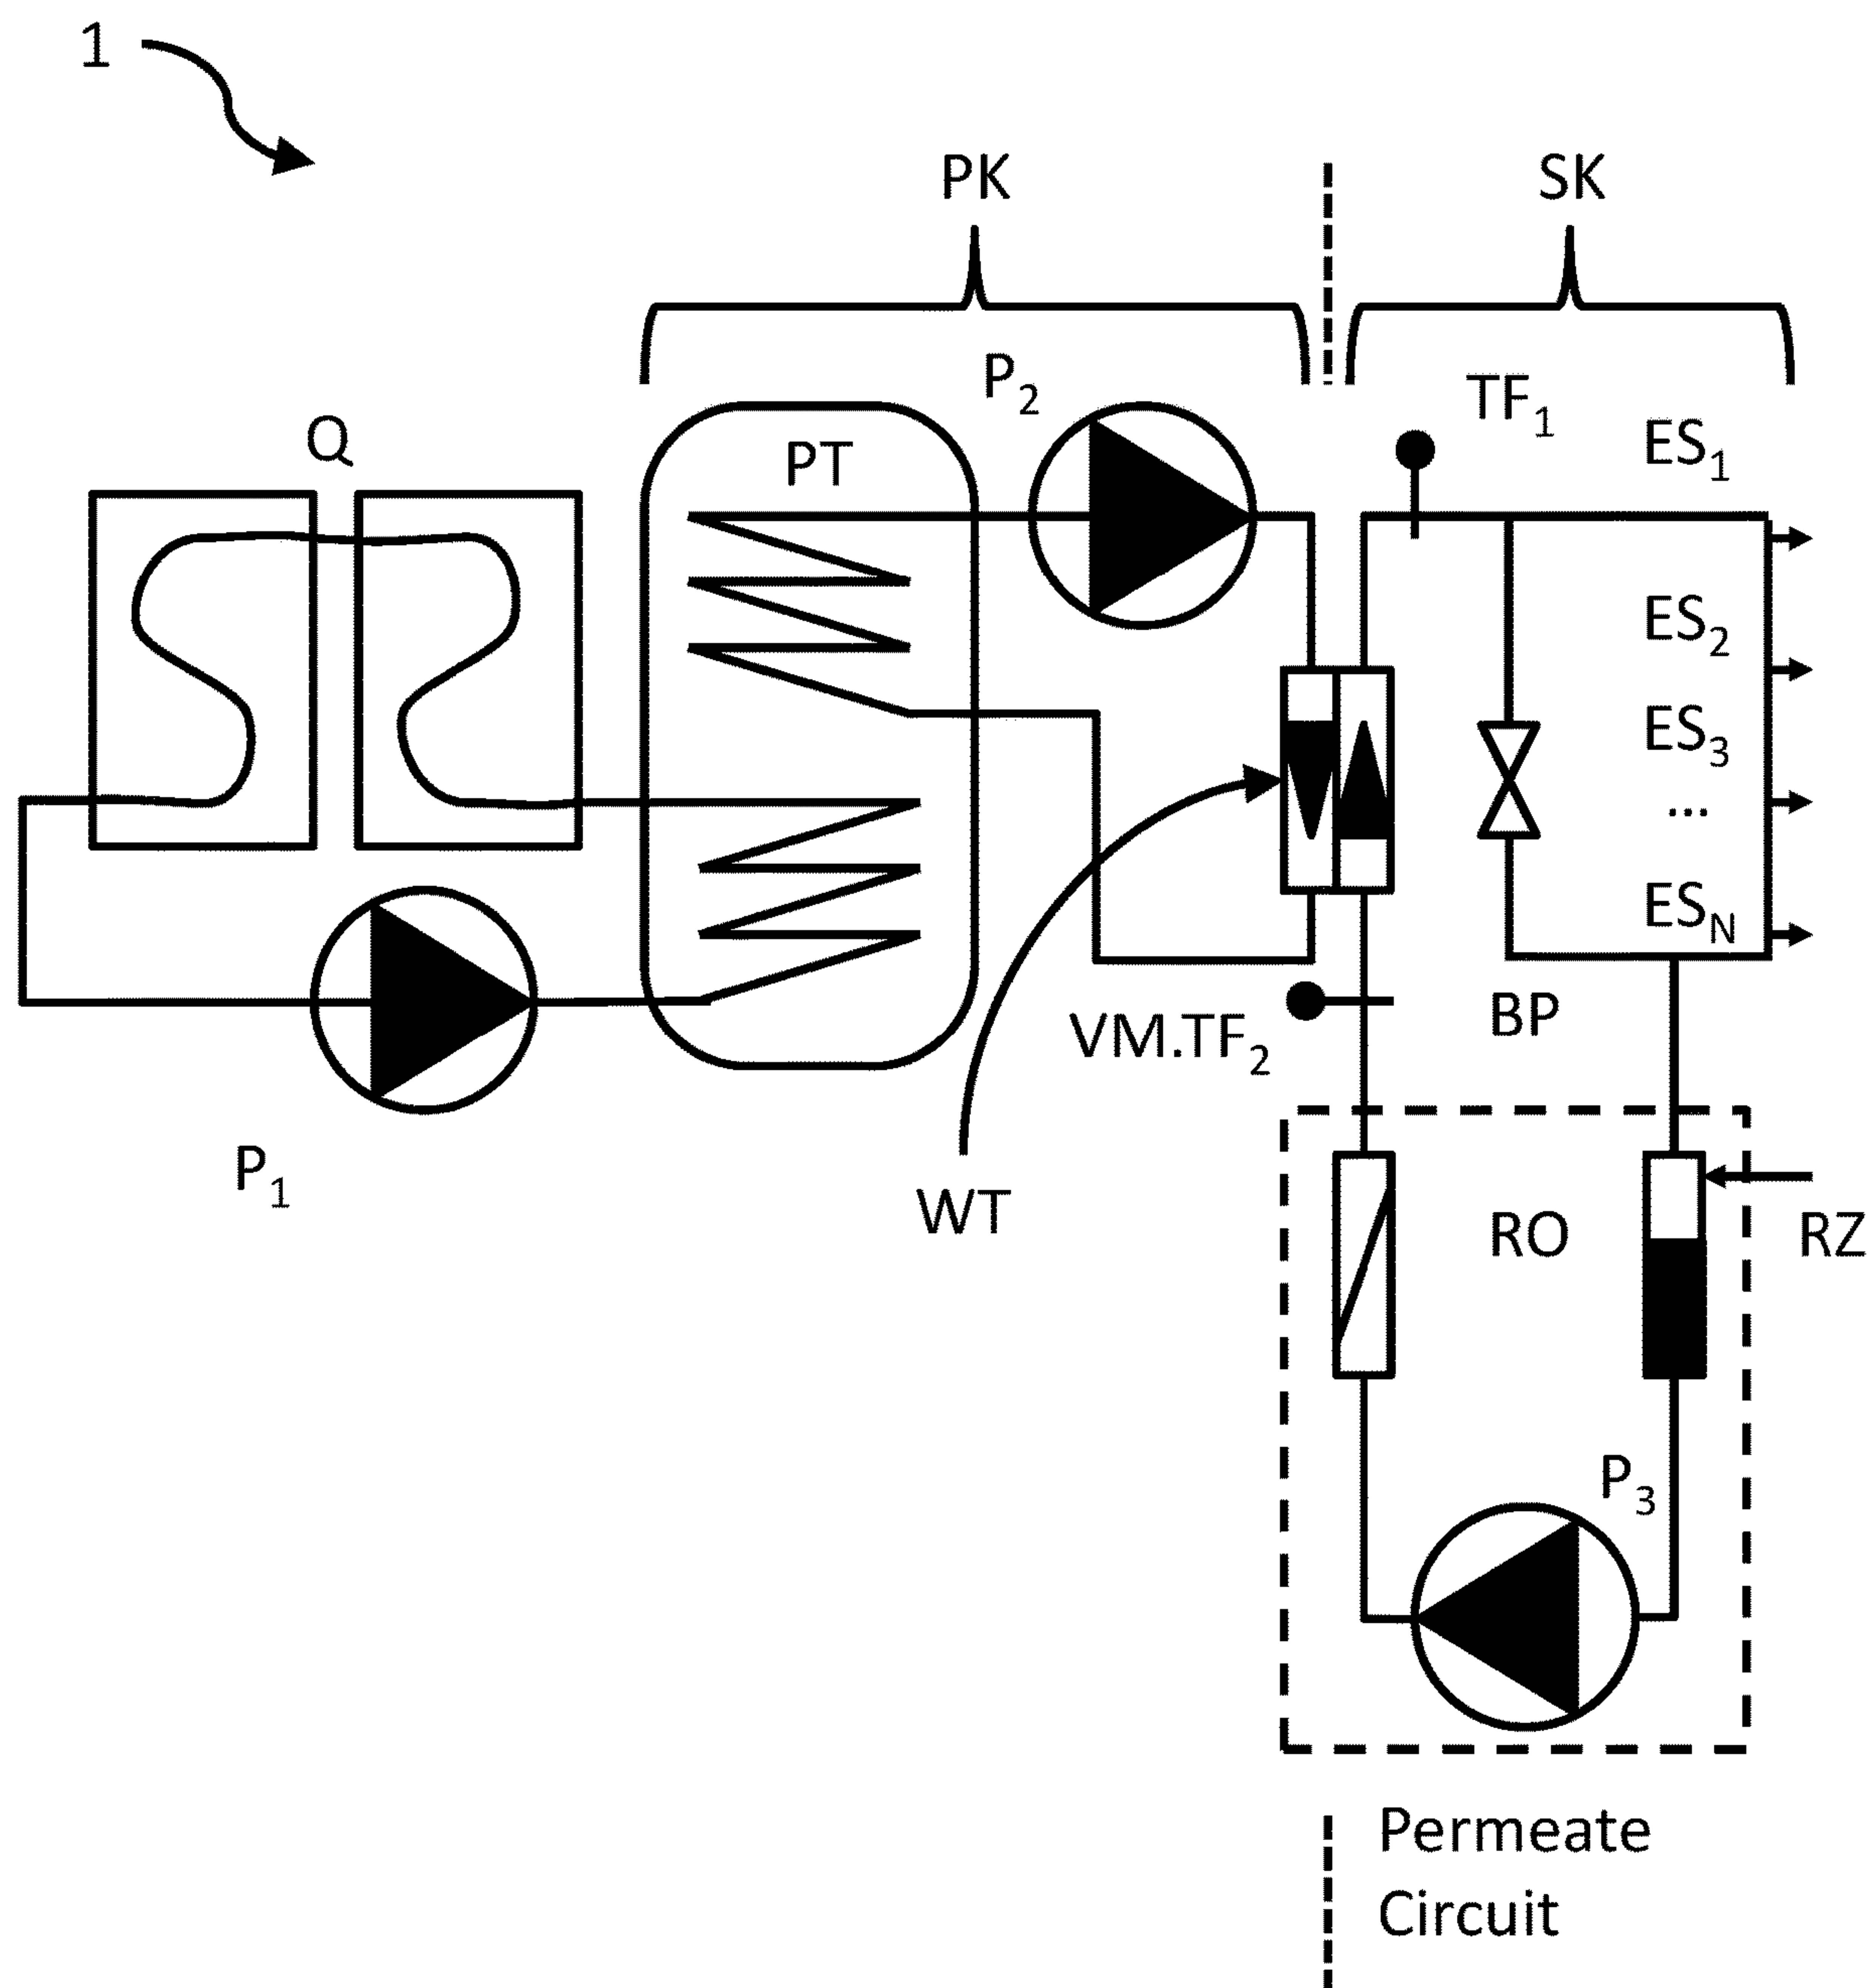 1
PK
SK
P₂
TF₁
Q
PT
ES₁
ES₂
ES₃
...
ES_N
VM.TF₂
BP
P₁
WT
RO
RZ
P₃
Permeate
Circuit